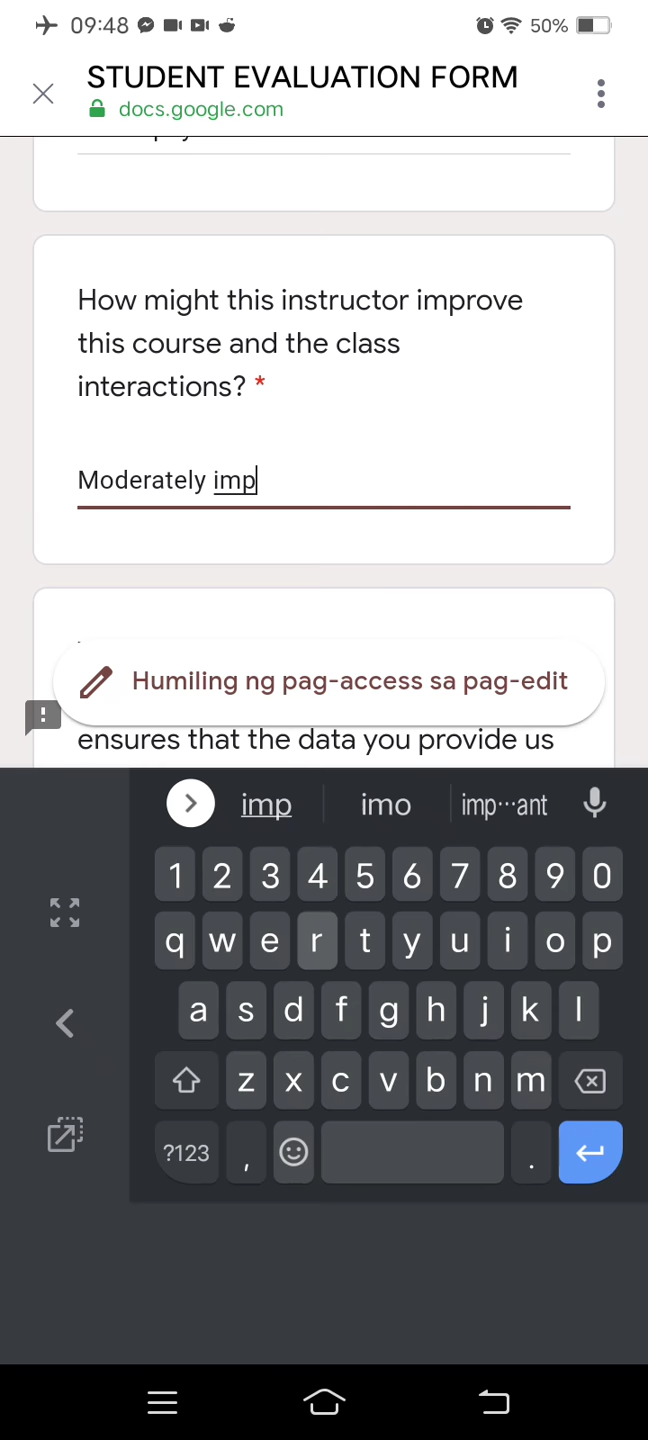 09:48
50%
STUDENT EVALUATION FORM
docs.google.com
How might this instructor improve
this course and the class
interactions? *
Moderately imp
Humiling ng pag-access sa pag-edit
ensures that the data you provide us
imp imo imp…ant
1 2 3 4 5 6 7 8 9 0
q w e r t y u i o p
a s d f g h j k l
z x c v b n m
?123 , .